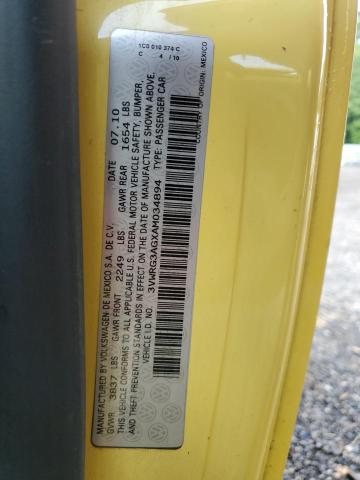 1C0 010 374 C
C 4 / 10
MANUFACTURED BY VOLKSWAGEN DE MEXICO S.A. DE C.V. DATE 07.10
GVWR 3837 LBS GAWR FRONT 2249 LBS GAWR REAR 1654 LBS
THIS VEHICLE CONFORMS TO ALL APPLICABLE U.S. FEDERAL MOTOR VEHICLE SAFETY, BUMPER,
AND THEFT PREVENTION STANDARDS IN EFFECT ON THE DATE OF MANUFACTURE SHOWN ABOVE.
VEHICLE I.D. NO. 3VWRG3AGXAM034894 TYPE: PASSENGER CAR
COUNTRY OF ORIGIN: MEXICO